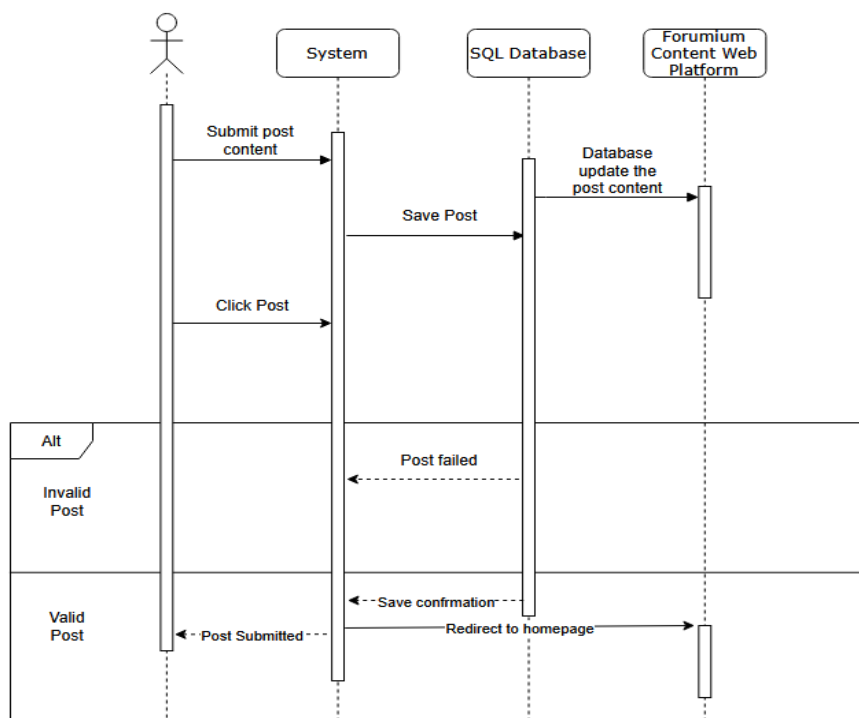 System
SQL Database
Forumium
Content Web
Platform
Submit post
content
Database
update the
post content
Save Post
Click Post
Alt
Post failed
Invalid
Post
Save confrmation
Valid
Post
Post Submitted
Redirect to homepage